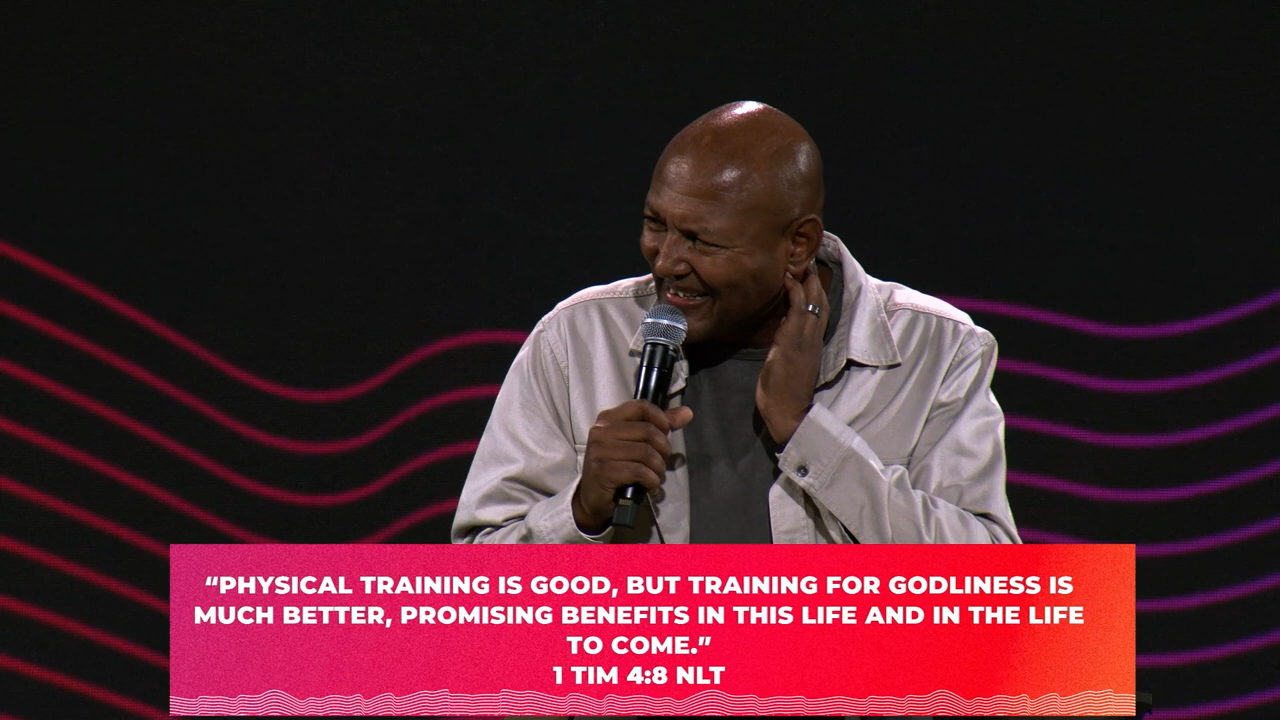 “PHYSICAL TRAINING IS GOOD, BUT TRAINING FOR GODLINESS IS
MUCH BETTER, PROMISING BENEFITS IN THIS LIFE AND IN THE LIFE
TO COME.”
1 TIM 4:8 NLT